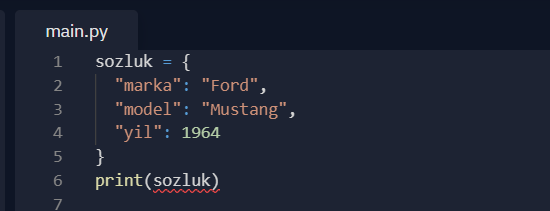 main.py
1 sozluk = {
2   "marka": "Ford",
3   "model": "Mustang",
4   "yil": 1964
5 }
6 print(sozluk)
7